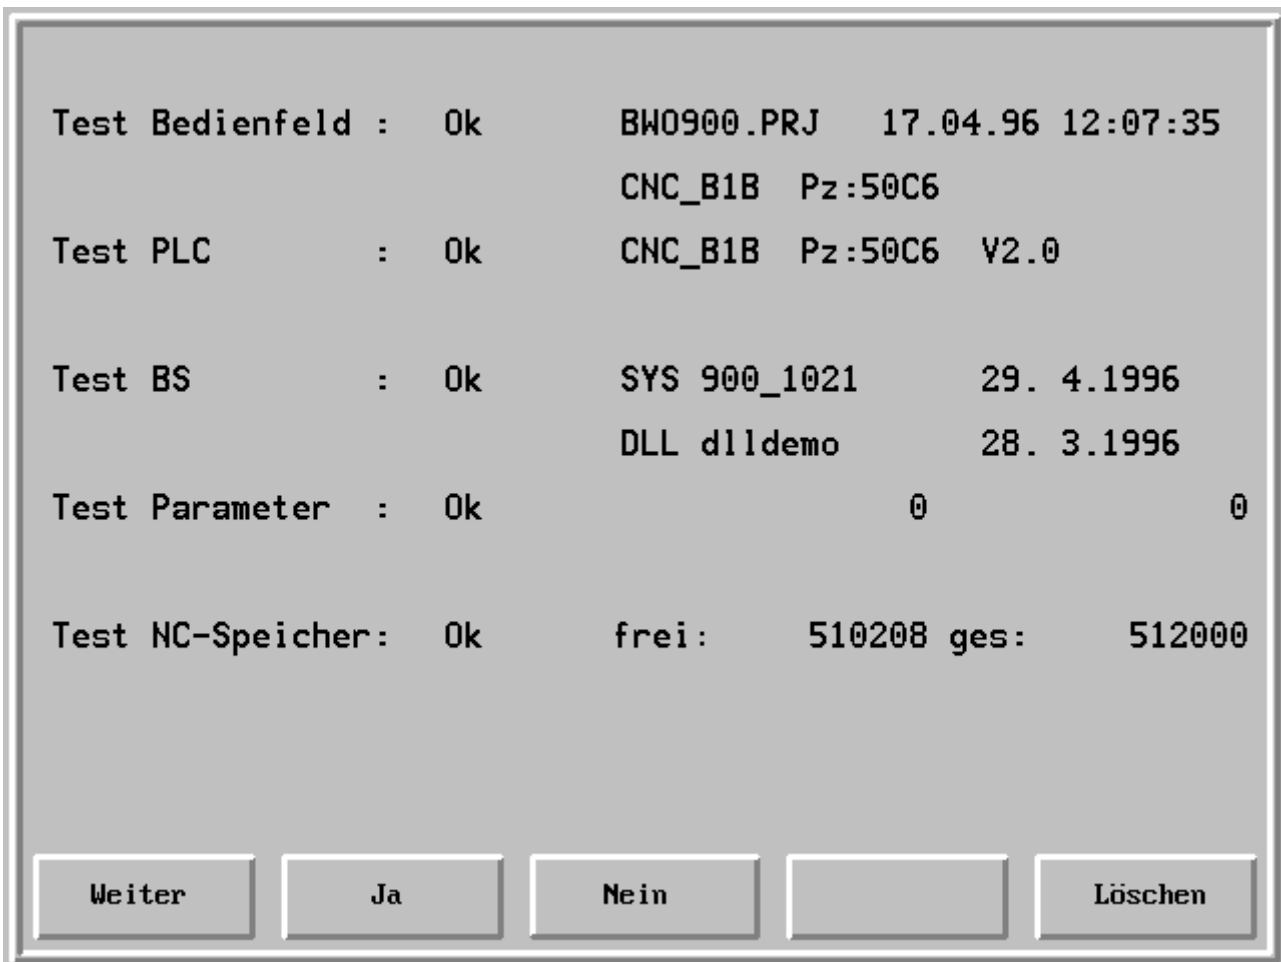 Test Bedienfeld : Ok BWO900.PRJ 17.04.96 12:07:35
CNC_B1B Pz:50C6
Test PLC : Ok CNC_B1B Pz:50C6 V2.0
Test BS : Ok SYS 900_1021 29. 4.1996
DLL dlldemo 28. 3.1996
Test Parameter : Ok 0 0
Test NC-Speicher: Ok frei: 510208 ges: 512000
Weiter Ja Nein Löschen